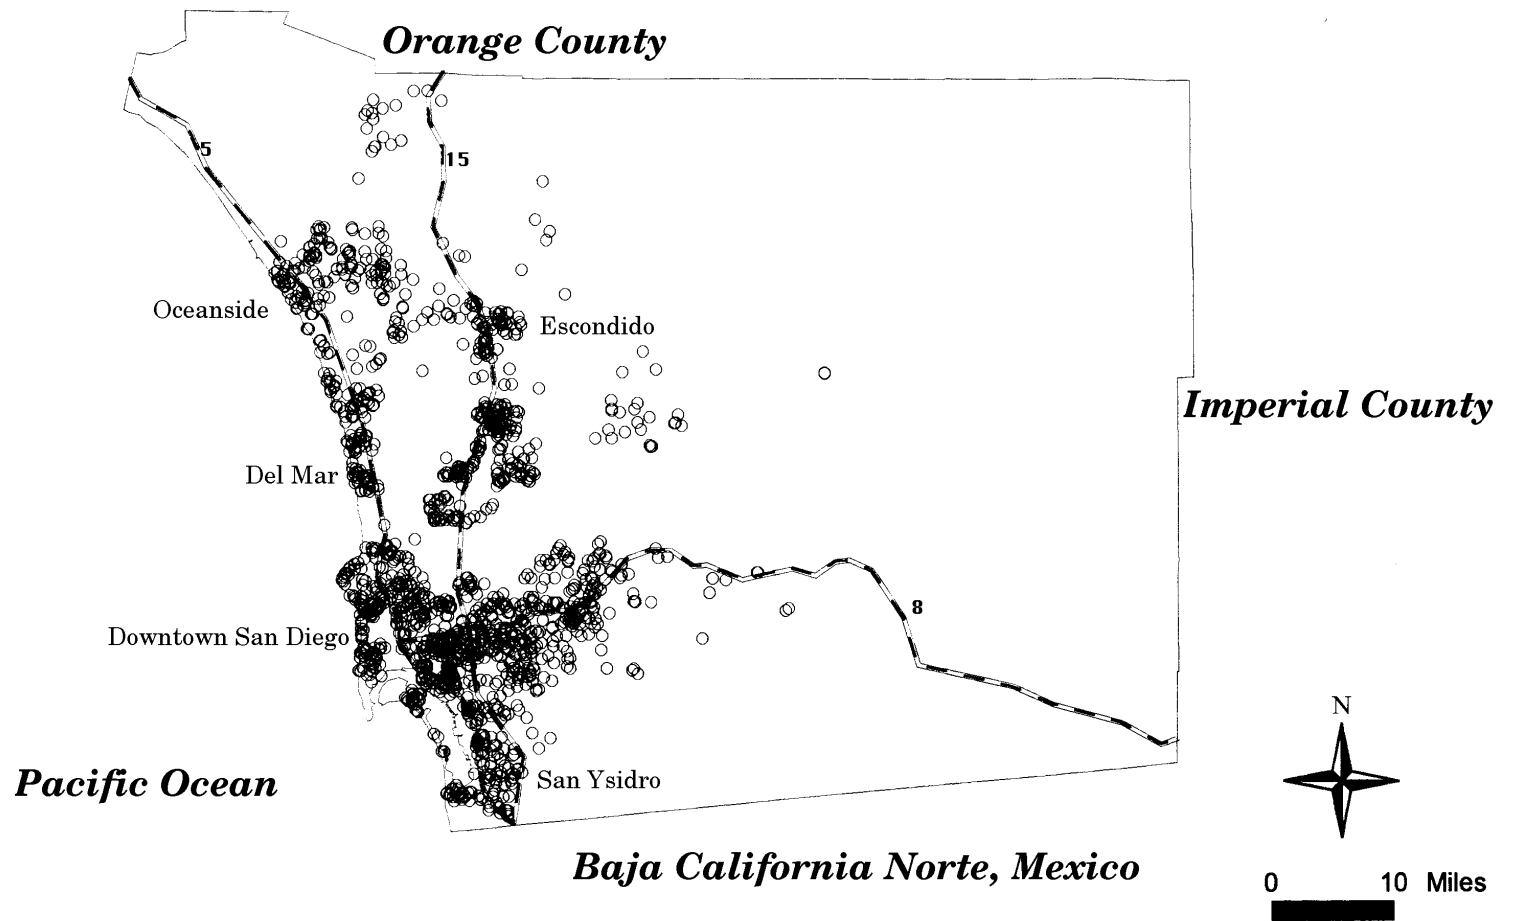 Orange County
5
15
Oceanside
Escondido
Imperial County
Del Mar
8
Downtown San Diego
N
San Ysidro
Pacific Ocean
Baja California Norte, Mexico
0 10 Miles